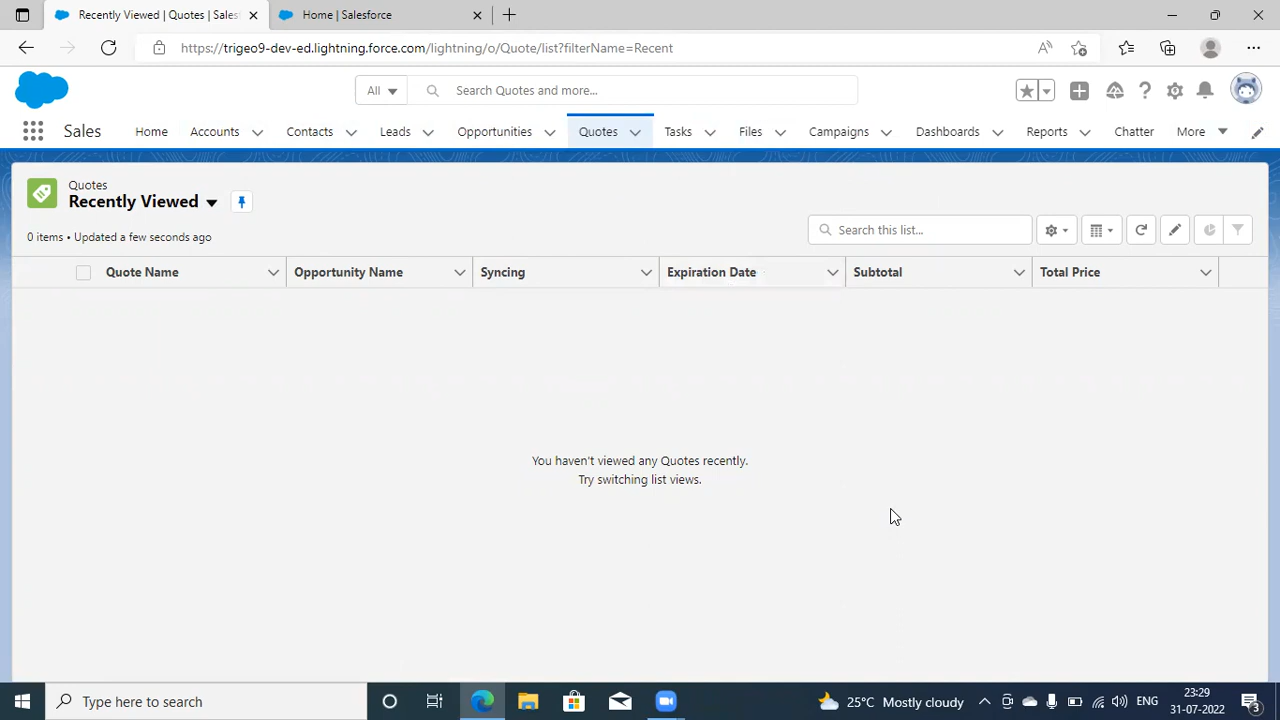 Recently Viewed | Quotes | Sales
Home | Salesforce
https://trigeo9-dev-ed.lightning.force.com/lightning/o/Quote/list?filterName=Recent
All
Search Quotes and more...
Sales
Home
Accounts
Contacts
Leads
Opportunities
Quotes
Tasks
Files
Campaigns
Dashboards
Reports
Chatter
More
Quotes
Recently Viewed
0 items • Updated a few seconds ago
Search this list...
Quote Name
Opportunity Name
Syncing
Expiration Date
Subtotal
Total Price
You haven't viewed any Quotes recently.
Try switching list views.
Type here to search
25°C Mostly cloudy
ENG
23:29
31-07-2022
3